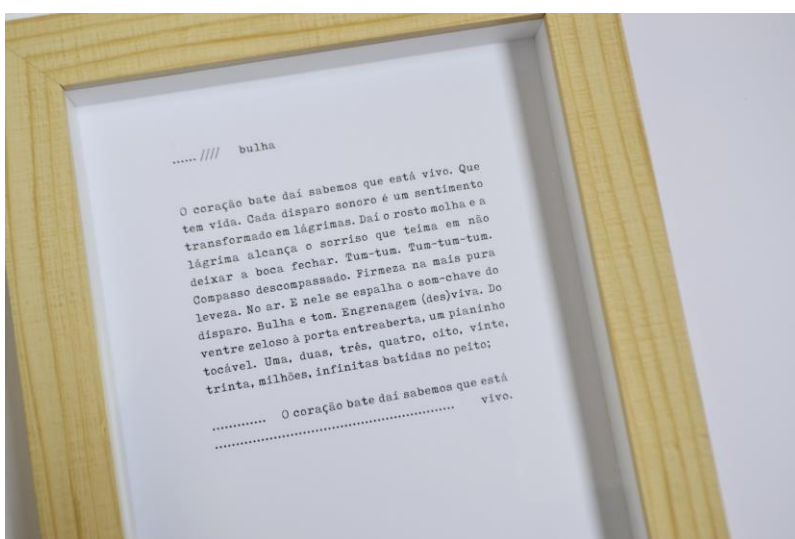 ...... //// bulha
O coração bate daí sabemos que está vivo. Que
tem vida. Cada disparo sonoro é um sentimento
transformado em lágrimas. Daí o rosto molha e a
lágrima alcança o sorriso que teima em não
deixar a boca fechar. Tum-tum. Tum-tum-tum.
Compasso descompassado. Firmeza na mais pura
leveza. No ar. E nele se espalha o som-chave do
disparo. Bulha e tom. Engrenagem (des)viva. Do
ventre zeloso à porta entreaberta, um pianinho
tocável. Uma, duas, três, quatro, oito, vinte,
trinta, milhões, infinitas batidas no peito;
............. O coração bate daí sabemos que está
........................................................ vivo.